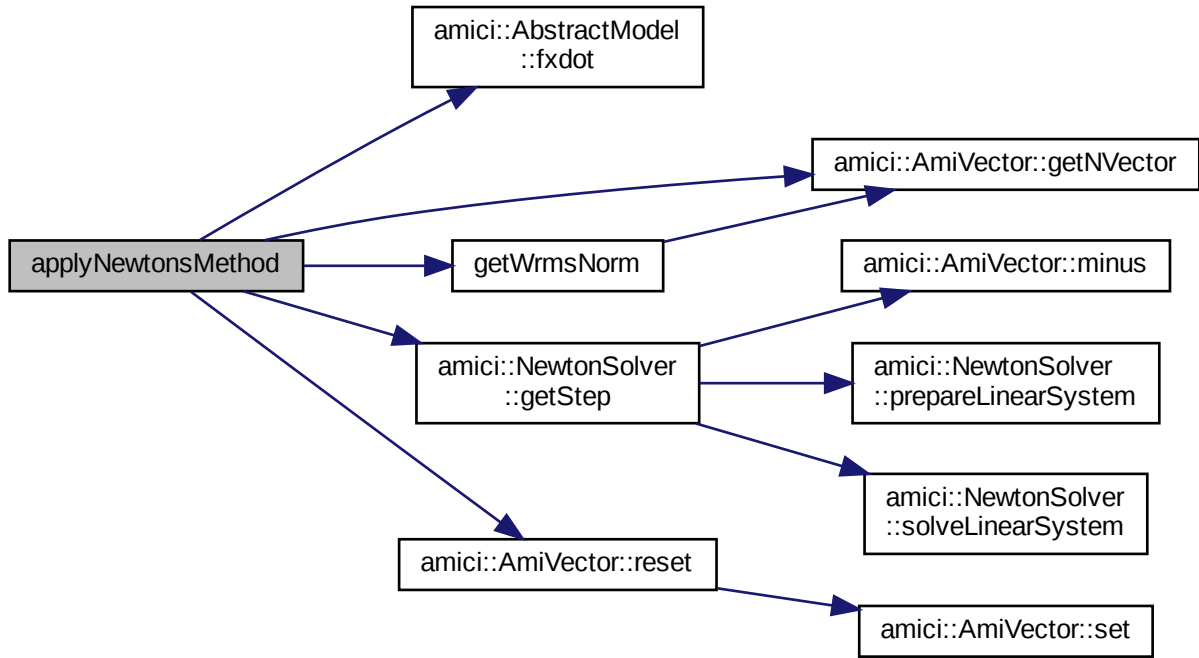 amici::AbstractModel
::fxdot
amici::AmiVector::getNVector
applyNewtonsMethod
getWrmsNorm
amici::AmiVector::minus
amici::NewtonSolver
::getStep
amici::NewtonSolver
::prepareLinearSystem
amici::NewtonSolver
::solveLinearSystem
amici::AmiVector::reset
amici::AmiVector::set